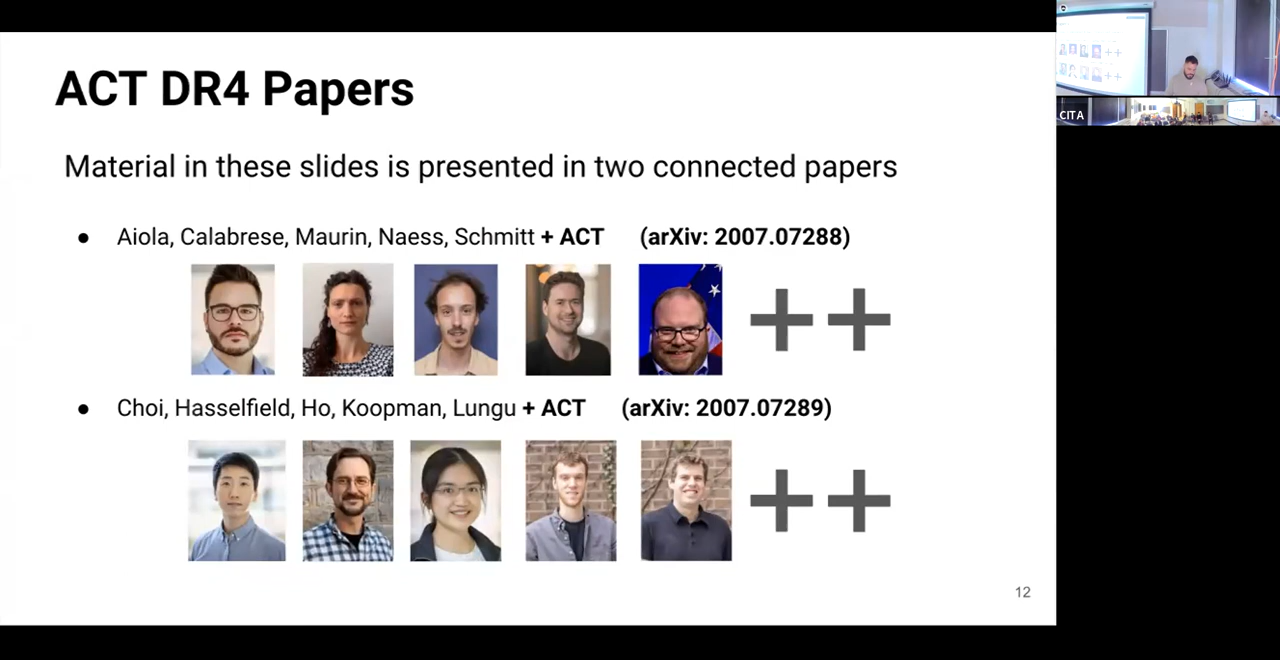 ACT DR4 Papers
Material in these slides is presented in two connected papers
● Aiola, Calabrese, Maurin, Naess, Schmitt + ACT (arXiv: 2007.07288)
++
● Choi, Hasselfield, Ho, Koopman, Lungu + ACT (arXiv: 2007.07289)
++
12
CITA